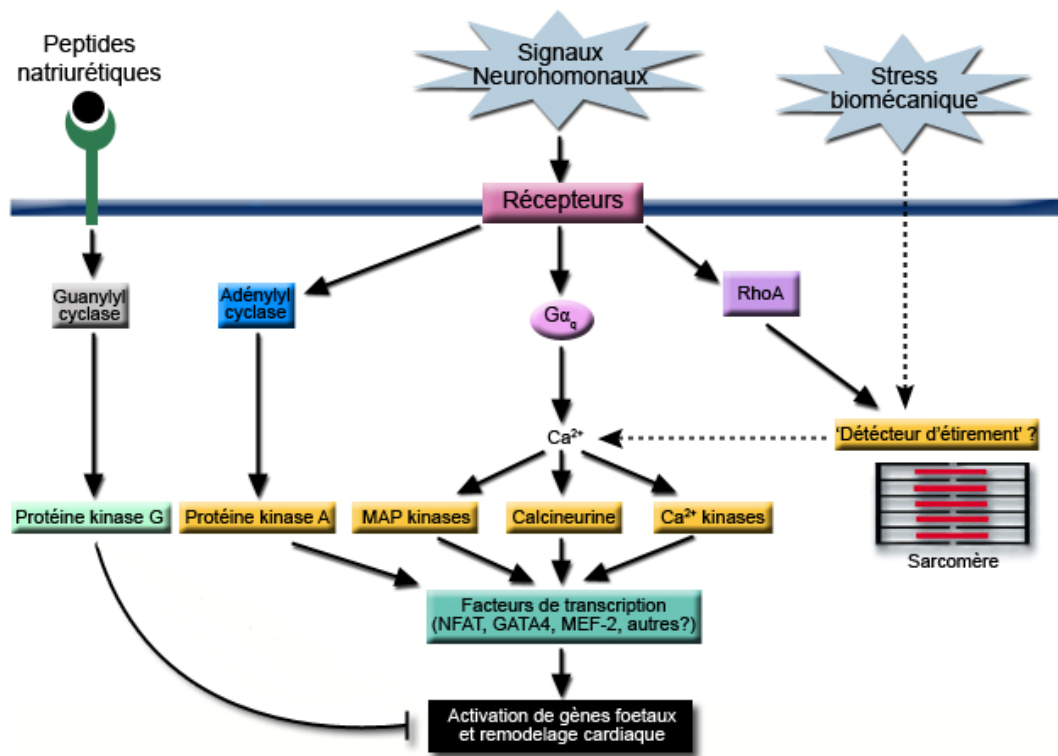 Peptides
natriurétiques
Signaux
Neurohomonaux
Stress
biomécanique
Récepteurs
Guanylyl
cyclase
Adénylyl
cyclase
Gαq
RhoA
Ca²⁺
'Détécteur d'étirement' ?
Protéine kinase G
Protéine kinase A
MAP kinases
Calcineurine
Ca²⁺ kinases
Sarcomère
Facteurs de transcription
(NFAT, GATA4, MEF-2, autres?)
Activation de gènes foetaux
et remodelage cardiaque